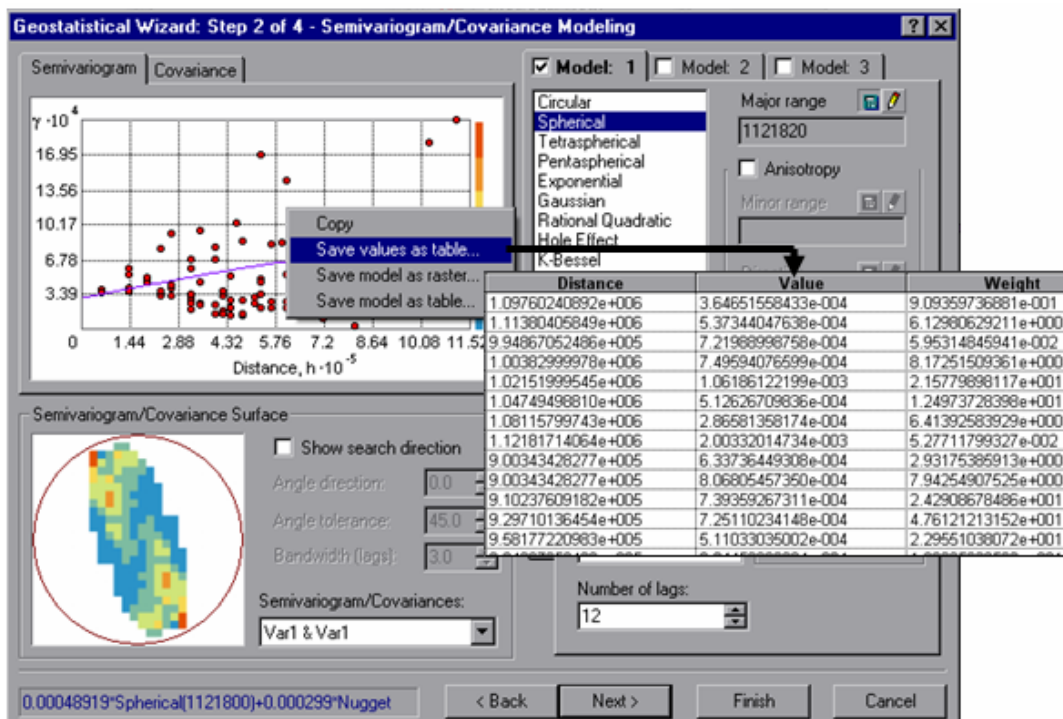 Geostatistical Wizard: Step 2 of 4 - Semivariogram/Covariance Modeling
Semivariogram
Covariance
γ·10⁴
16.95
13.56
10.17
6.78
3.39
0 1.44 2.88 4.32 5.76 7.2 8.64 10.08 11.52
Distance, h·10⁻⁵
Copy
Save values as table...
Save model as raster...
Save model as table...
Model: 1
Model: 2
Model: 3
Circular
Spherical
Tetraspherical
Pentaspherical
Exponential
Gaussian
Rational Quadratic
Hole Effect
K-Bessel
Major range
1121820
Anisotropy
Minor range
Distance Value Weight
1.09760240892e+006 3.64651558433e-004 9.09359736881e-001
1.11380405849e+006 5.37344047638e-004 6.12980629211e+000
9.94867052486e+005 7.21988998758e-004 5.95314845941e-002
1.00382999978e+006 7.49594076599e-004 8.17251509361e+000
1.02151999545e+006 1.06186122199e-003 2.15779898117e+001
1.04749498810e+006 5.12626709836e-004 1.24973728398e+001
1.08115799743e+006 2.86581358174e-004 6.41392583929e+000
1.12181714064e+006 2.00332014734e-003 5.27711799327e-002
9.00343428277e+005 6.33736449308e-004 2.93175385913e+000
9.00343428277e+005 8.06805457350e-004 7.94254907525e+000
9.10237609182e+005 7.39359267311e-004 2.42908678486e+001
9.29710136454e+005 7.25110234148e-004 4.76121213152e+001
9.58177220983e+005 5.11033035002e-004 2.29551038072e+001
Semivariogram/Covariance Surface
Show search direction
Angle direction: 0.0
Angle tolerance: 45.0
Bandwidth (lags): 3.0
Semivariogram/Covariances:
Var1 & Var1
Number of lags:
12
0.00048919*Spherical(1121800)+0.000299*Nugget
< Back
Next >
Finish
Cancel